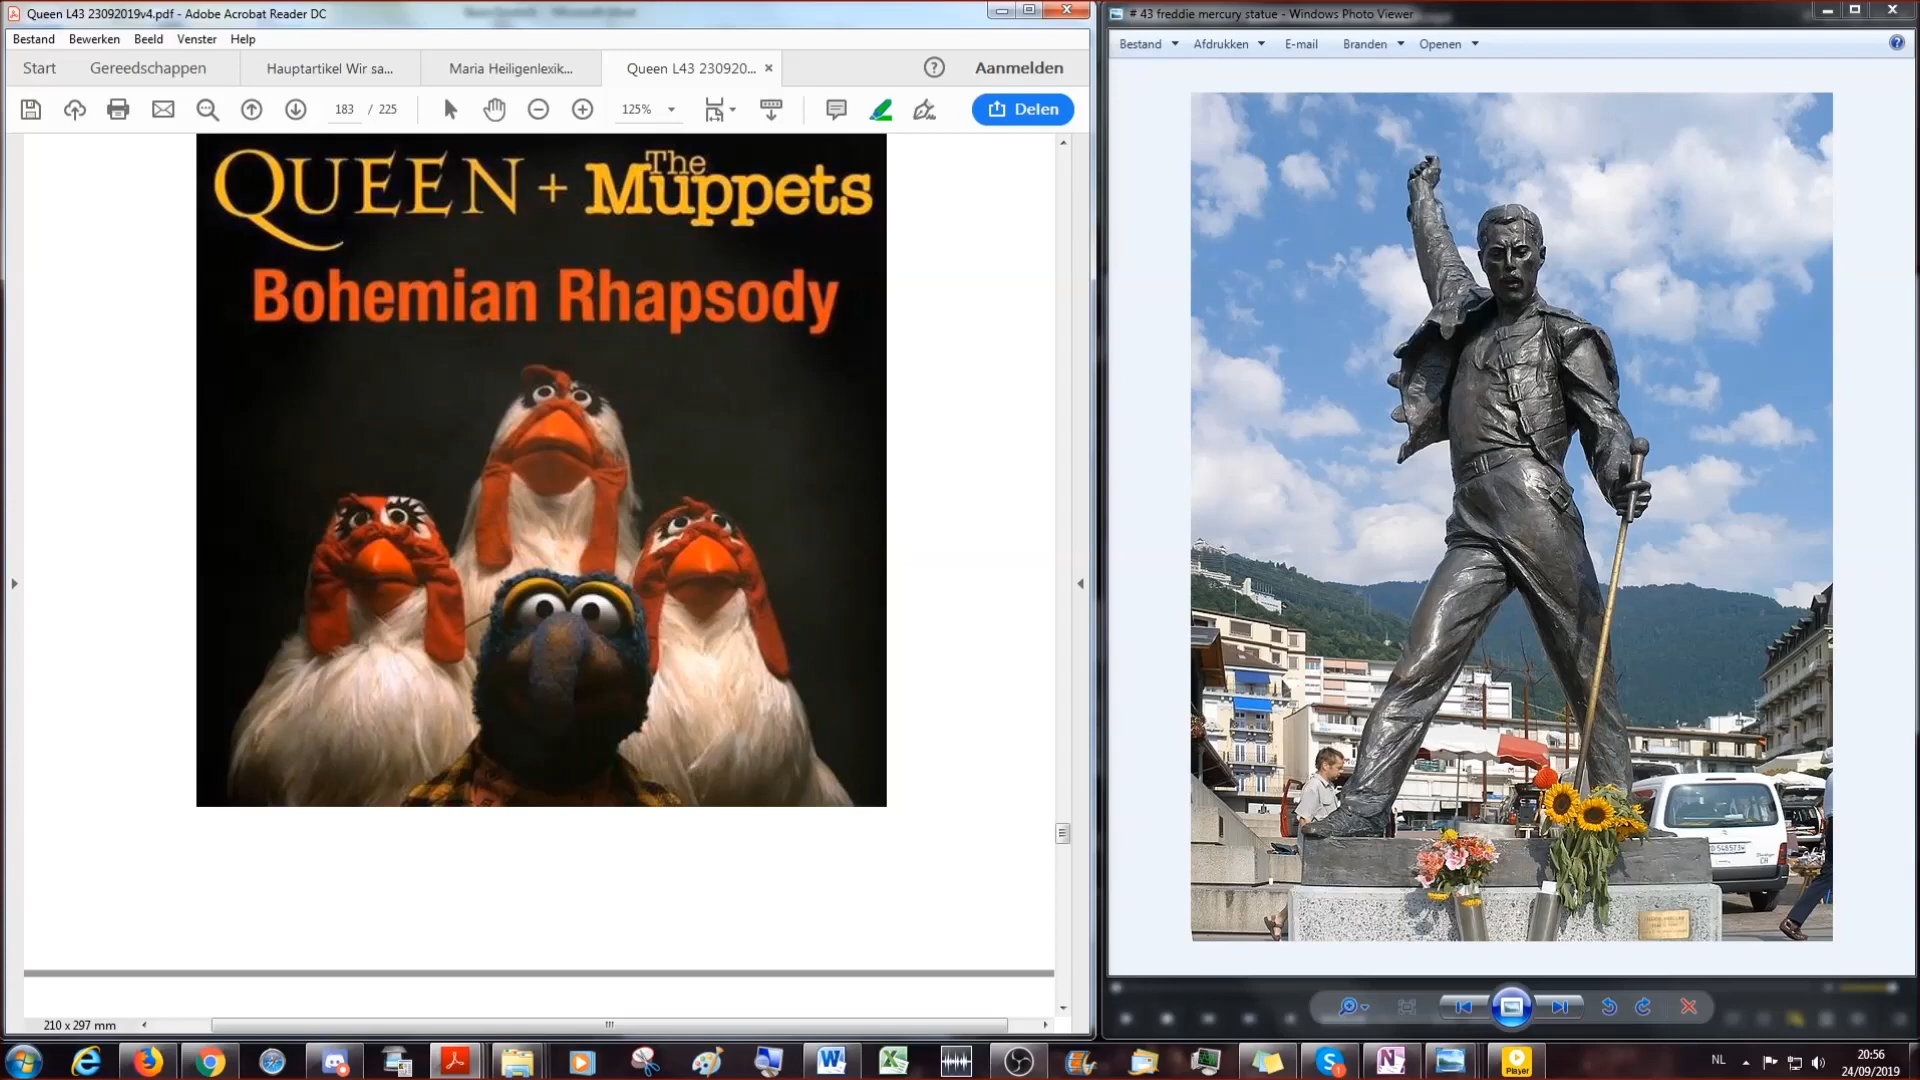 Queen L43 23092019v4.pdf - Adobe Acrobat Reader DC
Bestand Bewerken Beeld Venster Help
Start Gereedschappen Hauptartikel Wir sa... Maria Heiligenlexik... Queen L43 230920... × Aanmelden
183 / 225 125% Delen
QUEEN + The Muppets
Bohemian Rhapsody
210 x 297 mm
# 43 freddie mercury statue - Windows Photo Viewer
Bestand Afdrukken E-mail Branden Openen
NL 20:56
24/09/2019
Player